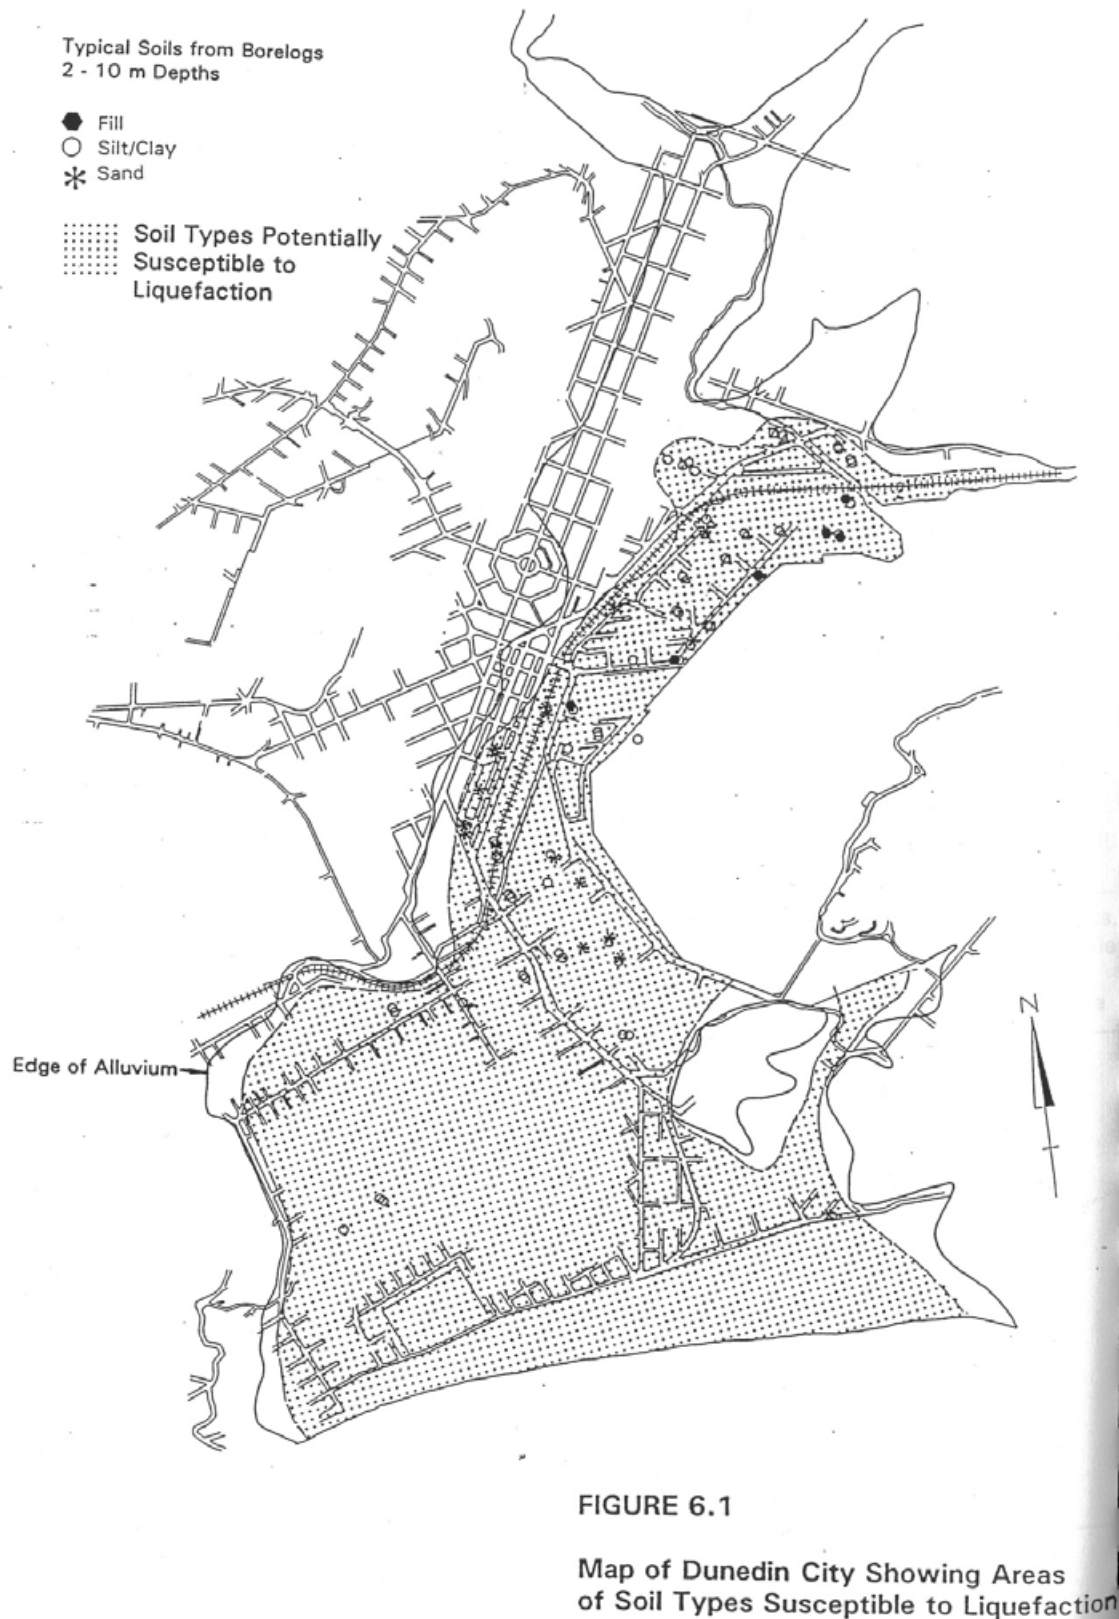 Typical Soils from Borelogs
2 - 10 m Depths
Fill
Silt/Clay
Sand
Soil Types Potentially
Susceptible to
Liquefaction
Edge of Alluvium
N
FIGURE 6.1
Map of Dunedin City Showing Areas
of Soil Types Susceptible to Liquefaction